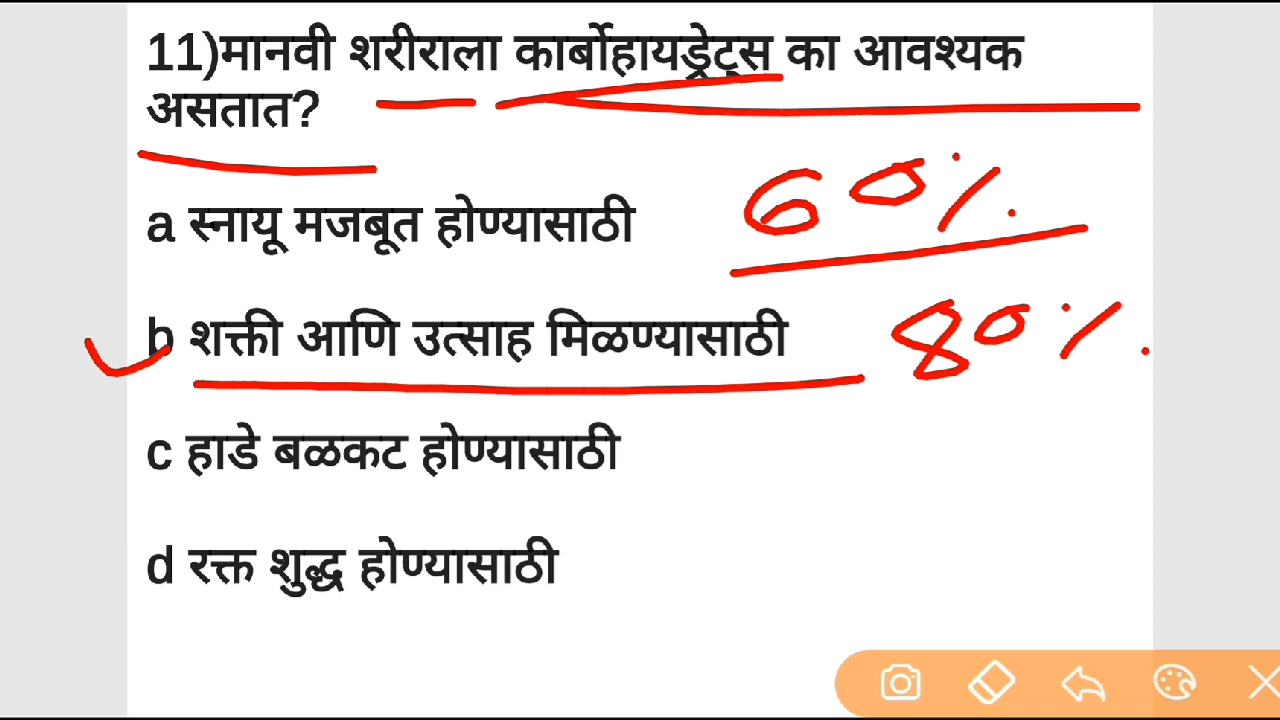 11)मानवी शरीराला कार्बोहायड्रेट्स का आवश्यक
असतात?
60%.
a स्नायू मजबूत होण्यासाठी
b शक्ती आणि उत्साह मिळण्यासाठी 80%.
c हाडे बळकट होण्यासाठी
d रक्त शुद्ध होण्यासाठी